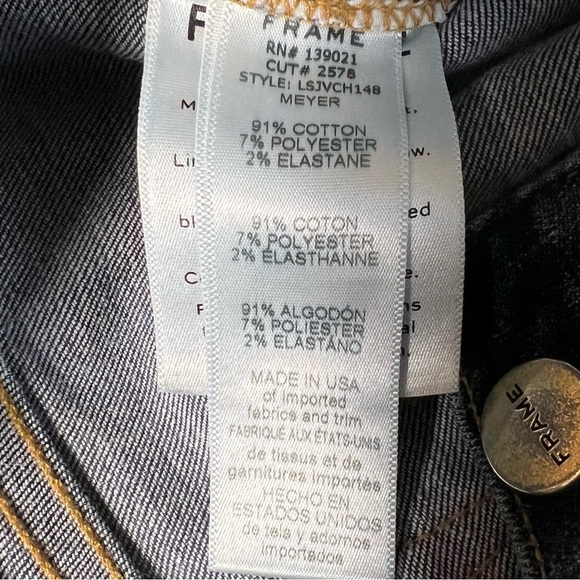 FRAME
RN# 139021
CUT# 2578
STYLE: LSJVCH148
MEYER
91% COTTON
7% POLYESTER
2% ELASTANE
91% COTON
7% POLYESTER
2% ELASTHANNE
91% ALGODÓN
7% POLIESTER
2% ELASTANO
MADE IN USA
of imported
fabrics and trim
FABRIQUÉ AUX ÉTATS-UNIS
de tissus et de
garnitures importés
HECHO EN
ESTADOS UNIDOS
de tela y adornos
importados
FRAME